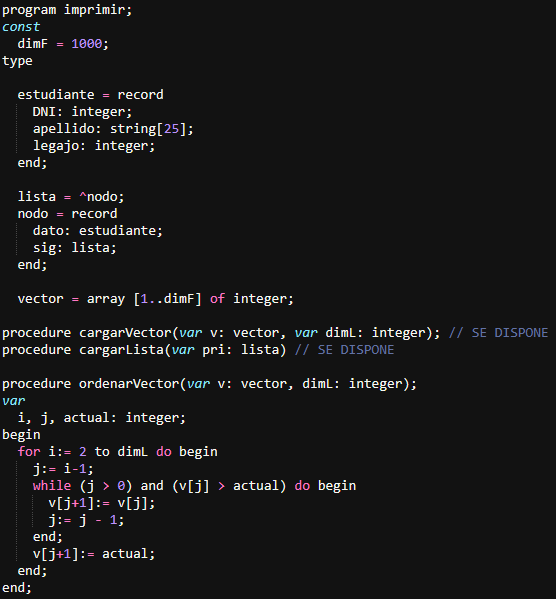 program imprimir;
const
  dimF = 1000;
type

  estudiante = record
    DNI: integer;
    apellido: string[25];
    legajo: integer;
  end;

  lista = ^nodo;
  nodo = record
    dato: estudiante;
    sig: lista;
  end;

  vector = array [1..dimF] of integer;

procedure cargarVector(var v: vector, var dimL: integer); // SE DISPONE
procedure cargarLista(var pri: lista) // SE DISPONE

procedure ordenarVector(var v: vector, dimL: integer);
var
  i, j, actual: integer;
begin
  for i:= 2 to dimL do begin
    j:= i-1;
    while (j > 0) and (v[j] > actual) do begin
      v[j+1]:= v[j];
      j:= j - 1;
    end;
    v[j+1]:= actual;
  end;
end;